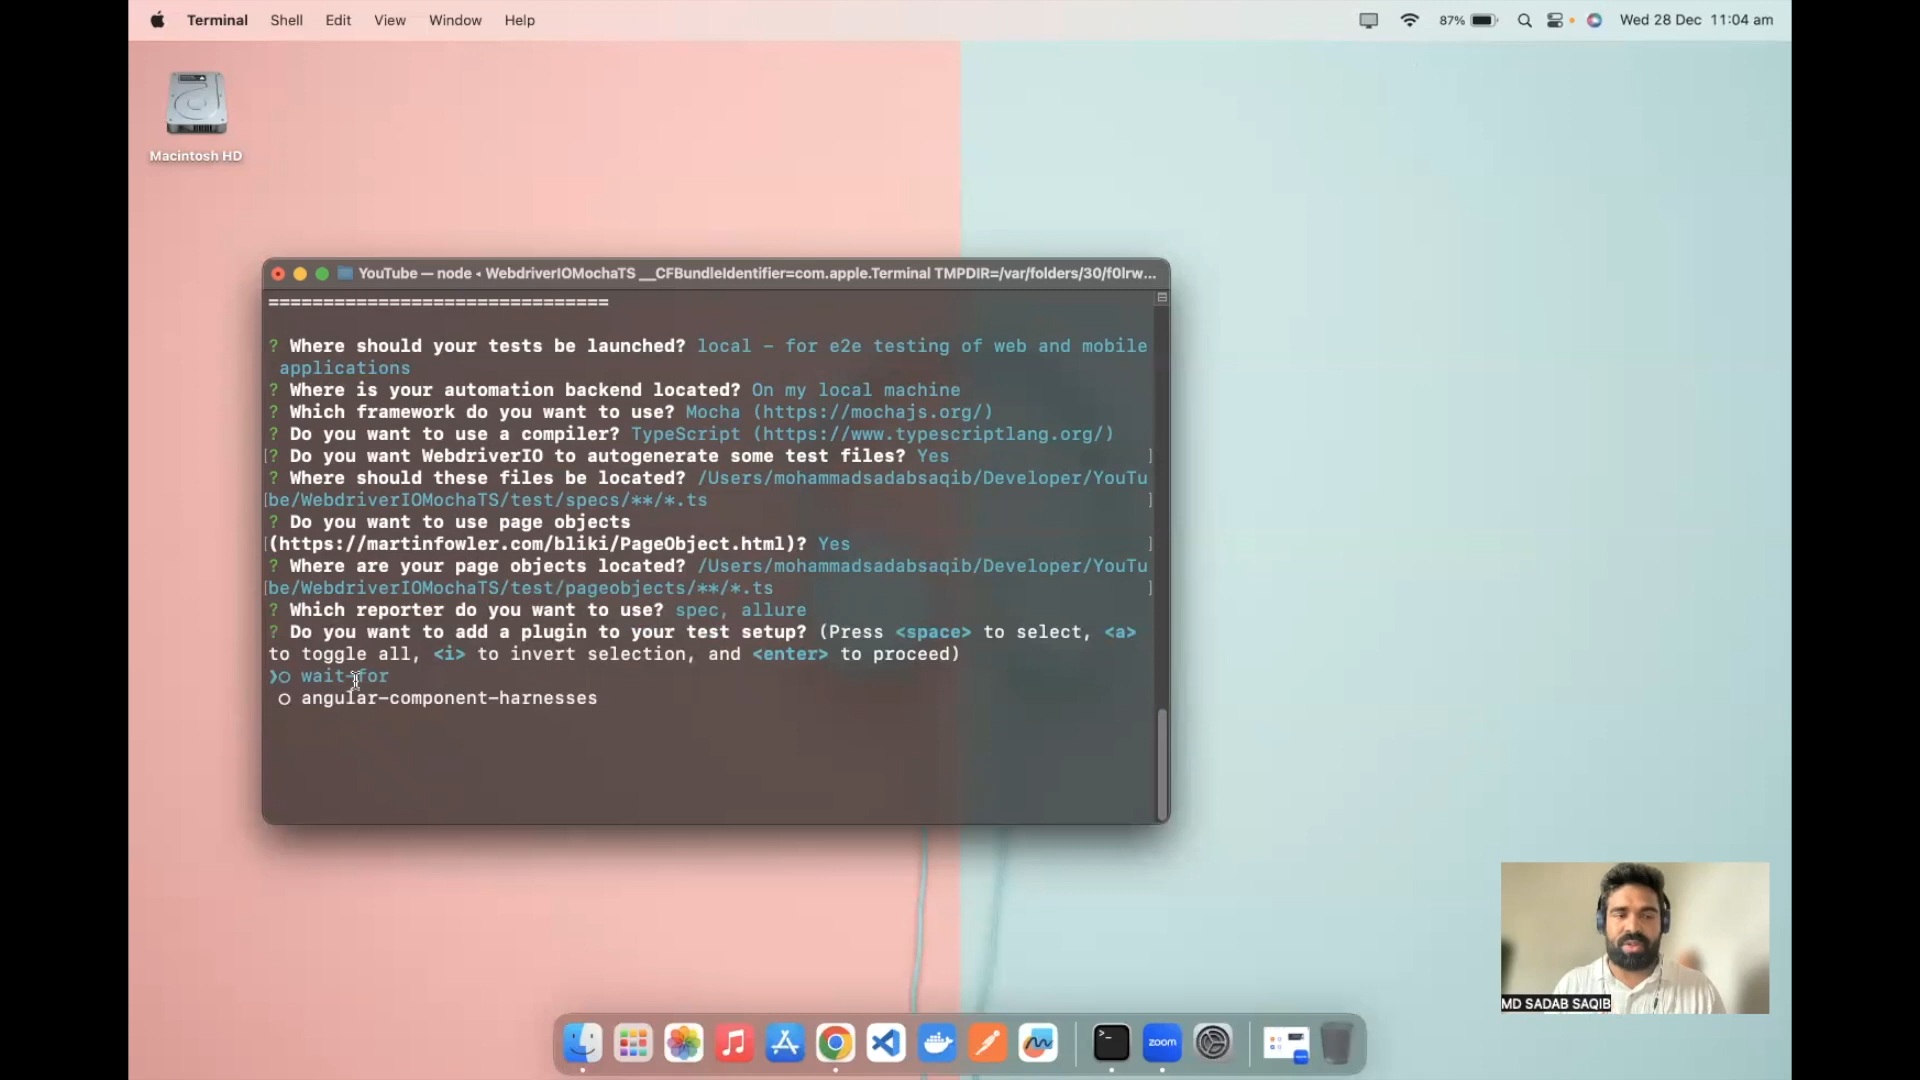 Terminal Shell Edit View Window Help 87% Wed 28 Dec 11:04 am
Macintosh HD
YouTube — node ◂ WebdriverIOMochaTS __CFBundleIdentifier=com.apple.Terminal TMPDIR=/var/folders/30/f0lrw...
===============================
? Where should your tests be launched? local – for e2e testing of web and mobile
applications
? Where is your automation backend located? On my local machine
? Which framework do you want to use? Mocha (https://mochajs.org/)
? Do you want to use a compiler? TypeScript (https://www.typescriptlang.org/)
[? Do you want WebdriverIO to autogenerate some test files? Yes ]
? Where should these files be located? /Users/mohammadsadabsaqib/Developer/YouTu
[be/WebdriverIOMochaTS/test/specs/**/*.ts ]
? Do you want to use page objects
[(https://martinfowler.com/bliki/PageObject.html)? Yes ]
? Where are your page objects located? /Users/mohammadsadabsaqib/Developer/YouTu
[be/WebdriverIOMochaTS/test/pageobjects/**/*.ts ]
? Which reporter do you want to use? spec, allure
? Do you want to add a plugin to your test setup? (Press <space> to select, <a>
to toggle all, <i> to invert selection, and <enter> to proceed)
❯○ wait-for
○ angular-component-harnesses
MD SADAB SAQIB
zoom